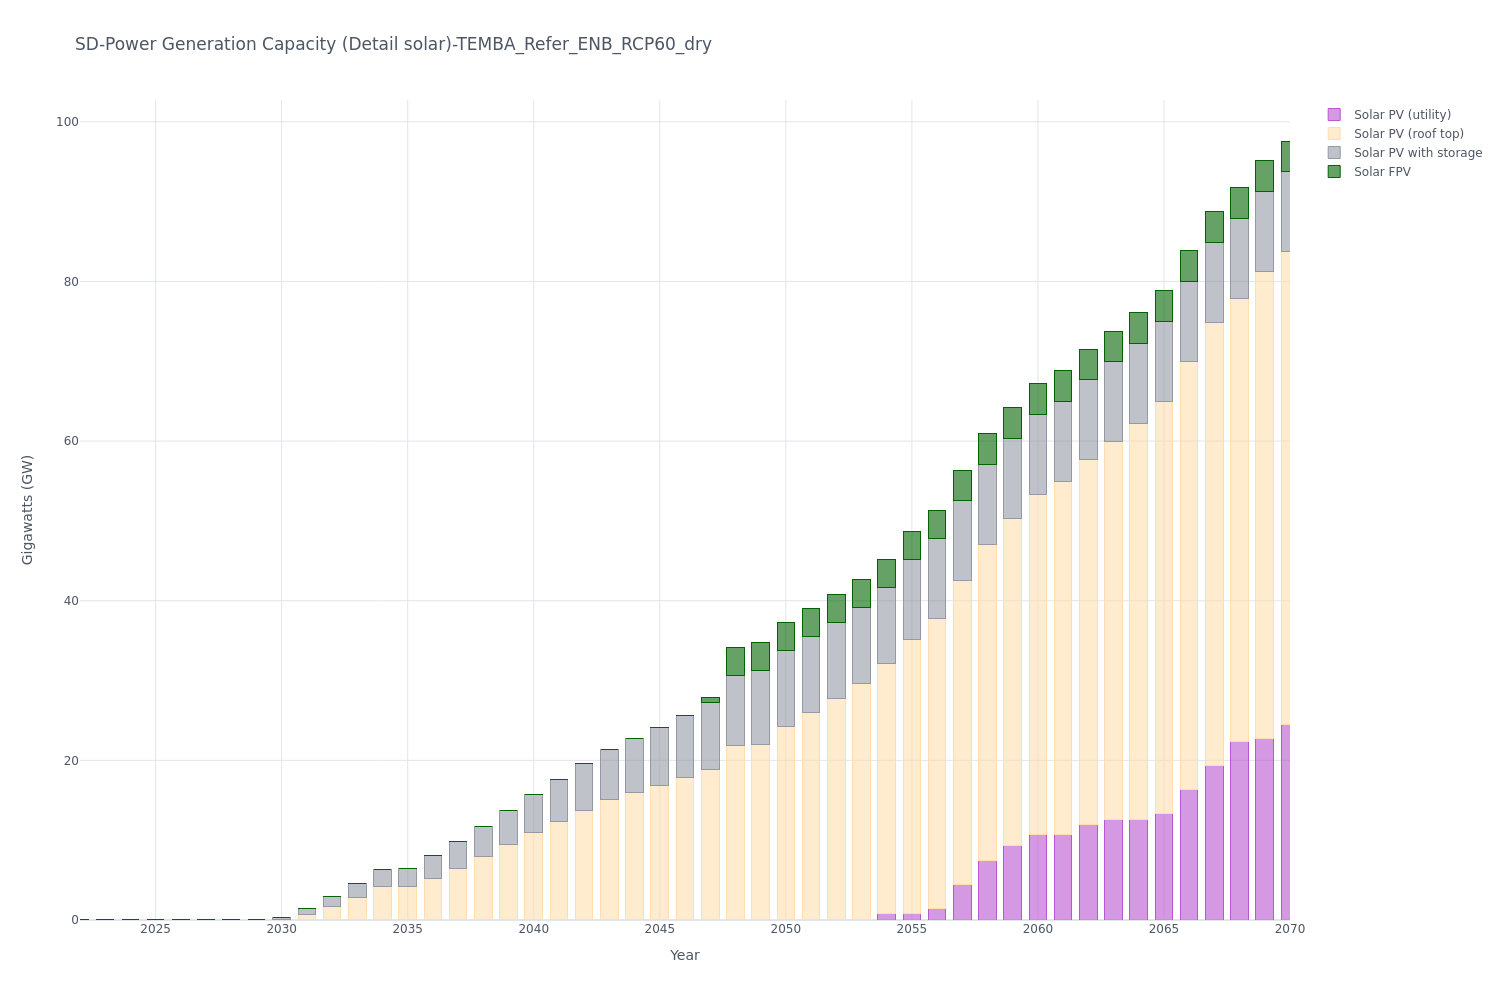 SD-Power Generation Capacity (Detail solar)-TEMBA_Refer_ENB_RCP60_dry
Solar PV (utility)
Solar PV (roof top)
Solar PV with storage
Solar FPV
Gigawatts (GW)
100
80
60
40
20
0
2025 2030 2035 2040 2045 2050 2055 2060 2065 2070
Year